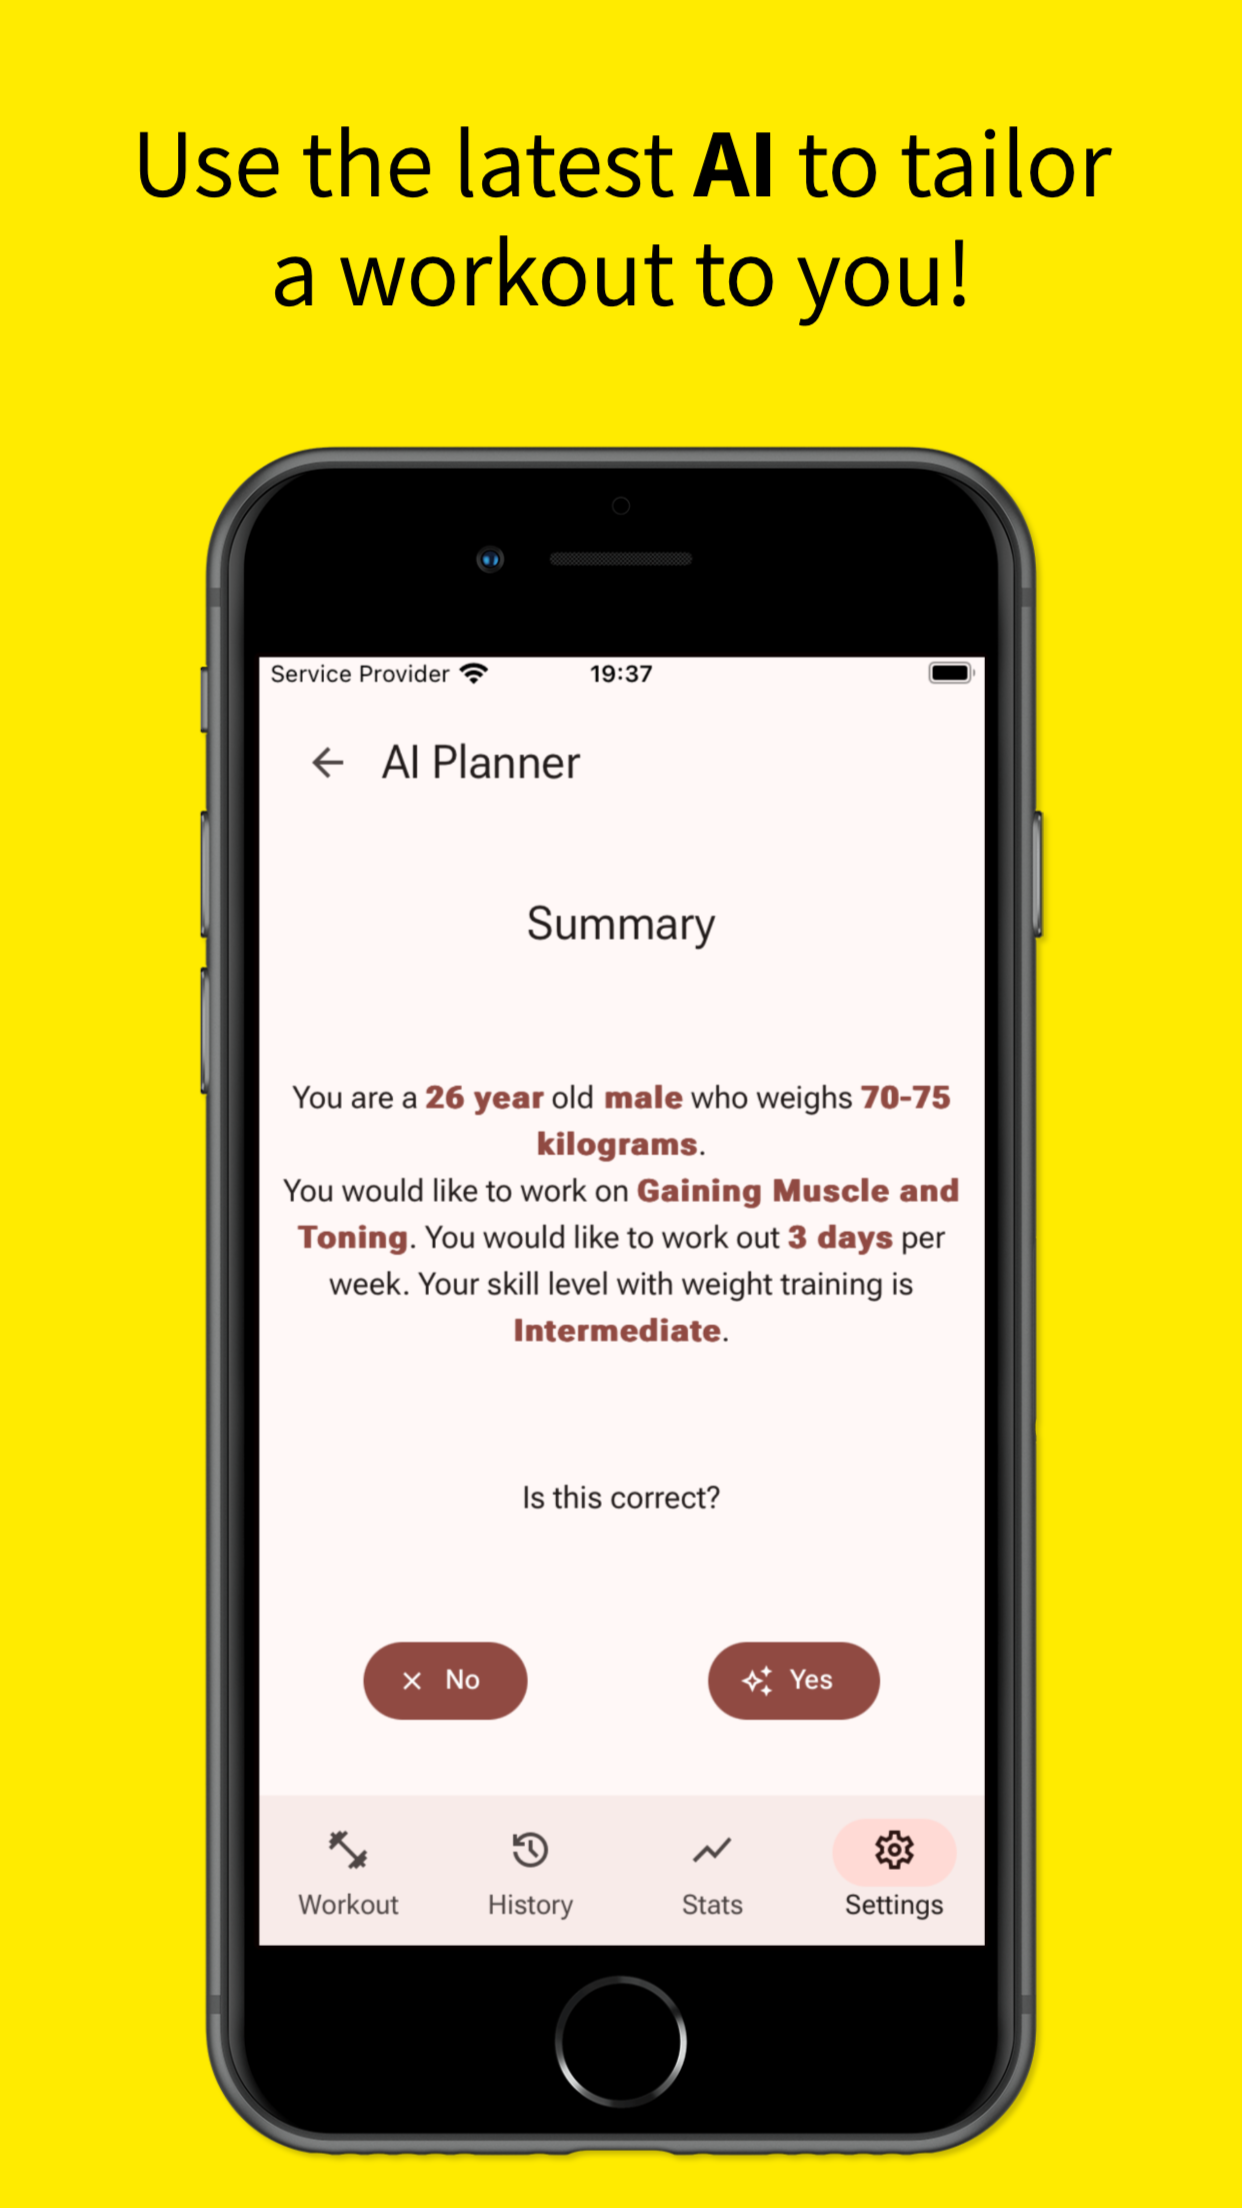 Use the latest AI to tailor
a workout to you!
Service Provider 19:37
AI Planner
Summary
You are a 26 year old male who weighs 70-75
kilograms.
You would like to work on Gaining Muscle and
Toning. You would like to work out 3 days per
week. Your skill level with weight training is
Intermediate.
Is this correct?
No Yes
Workout History Stats Settings